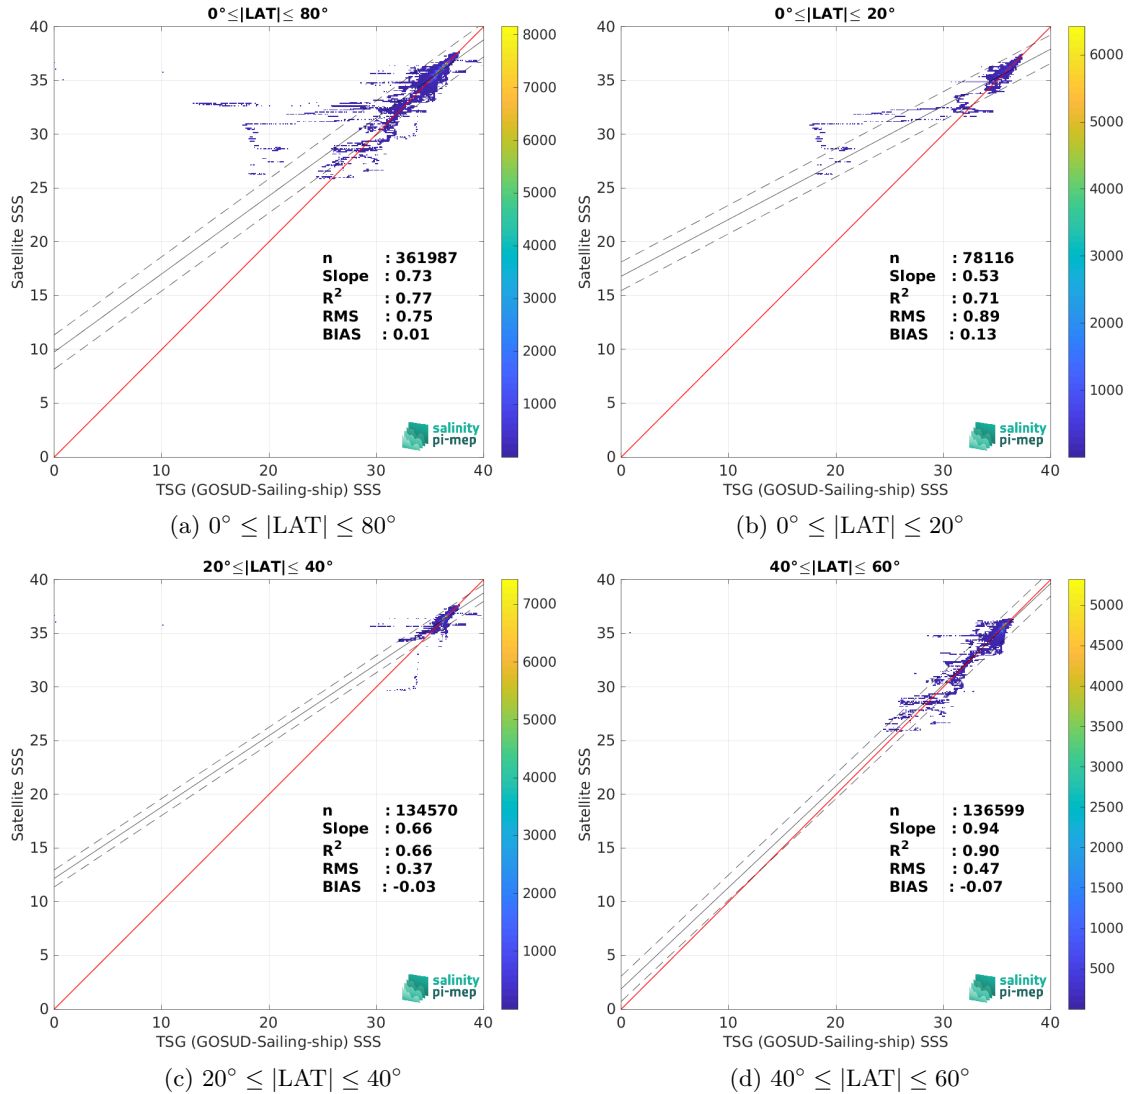 0°≤|LAT|≤ 80°
40
35
30
25
20
15
10
5
0
Satellite SSS
n : 361987
Slope : 0.73
R² : 0.77
RMS : 0.75
BIAS : 0.01
salinity
pi-mep
0 10 20 30 40
TSG (GOSUD-Sailing-ship) SSS
8000
7000
6000
5000
4000
3000
2000
1000
(a) 0° ≤ |LAT| ≤ 80°
0°≤|LAT|≤ 20°
40
35
30
25
20
15
10
5
0
Satellite SSS
n : 78116
Slope : 0.53
R² : 0.71
RMS : 0.89
BIAS : 0.13
salinity
pi-mep
0 10 20 30 40
TSG (GOSUD-Sailing-ship) SSS
6000
5000
4000
3000
2000
1000
(b) 0° ≤ |LAT| ≤ 20°
20°≤|LAT|≤ 40°
40
35
30
25
20
15
10
5
0
Satellite SSS
n : 134570
Slope : 0.66
R² : 0.66
RMS : 0.37
BIAS : -0.03
salinity
pi-mep
0 10 20 30 40
TSG (GOSUD-Sailing-ship) SSS
7000
6000
5000
4000
3000
2000
1000
(c) 20° ≤ |LAT| ≤ 40°
40°≤|LAT|≤ 60°
40
35
30
25
20
15
10
5
0
Satellite SSS
n : 136599
Slope : 0.94
R² : 0.90
RMS : 0.47
BIAS : -0.07
salinity
pi-mep
0 10 20 30 40
TSG (GOSUD-Sailing-ship) SSS
5000
4500
4000
3500
3000
2500
2000
1500
1000
500
(d) 40° ≤ |LAT| ≤ 60°